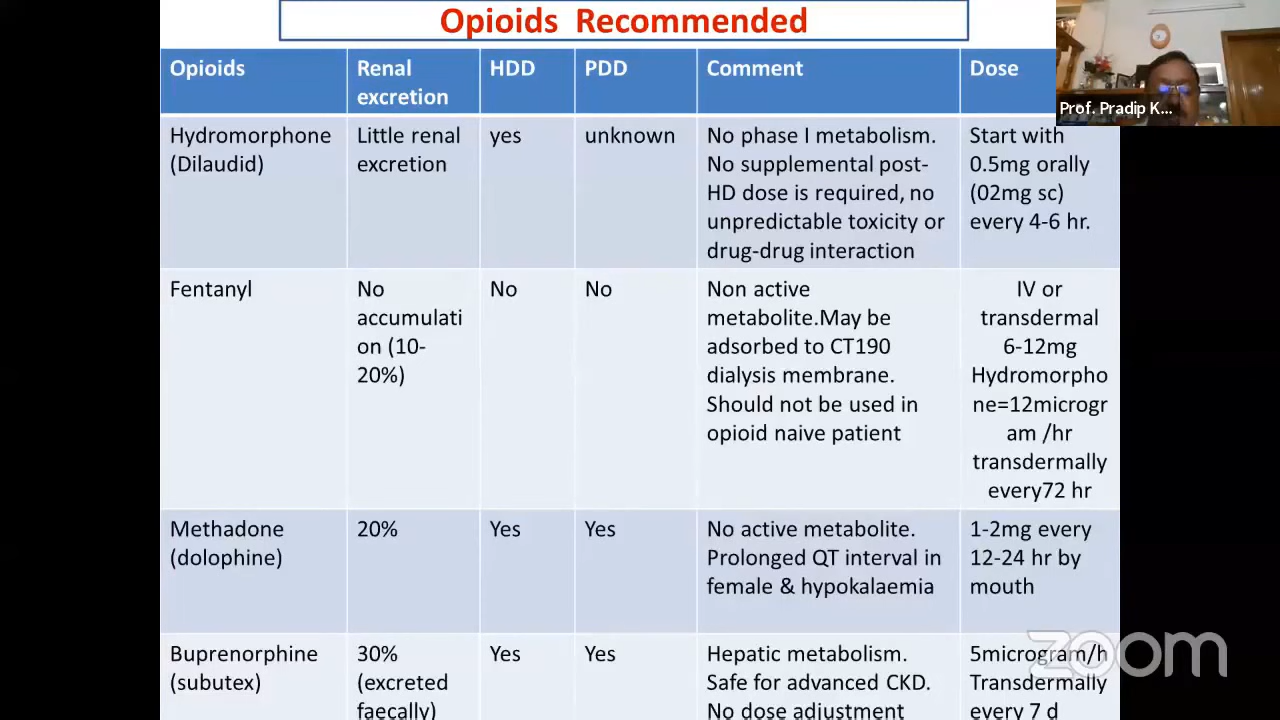 Opioids Recommended
Opioids
Renal
excretion
HDD
PDD
Comment
Dose
Prof. Pradip K...
Hydromorphone
(Dilaudid)
Little renal
excretion
yes
unknown
No phase I metabolism.
No supplemental post-
HD dose is required, no
unpredictable toxicity or
drug-drug interaction
Start with
0.5mg orally
(02mg sc)
every 4-6 hr.
Fentanyl
No
accumulati
on (10-
20%)
No
No
Non active
metabolite.May be
adsorbed to CT190
dialysis membrane.
Should not be used in
opioid naive patient
IV or
transdermal
6-12mg
Hydromorpho
ne=12microgr
am /hr
transdermally
every72 hr
Methadone
(dolophine)
20%
Yes
Yes
No active metabolite.
Prolonged QT interval in
female & hypokalaemia
1-2mg every
12-24 hr by
mouth
Buprenorphine
(subutex)
30%
(excreted
faecally)
Yes
Yes
Hepatic metabolism.
Safe for advanced CKD.
No dose adjustment
5microgram/h
Transdermally
every 7 d
zoom